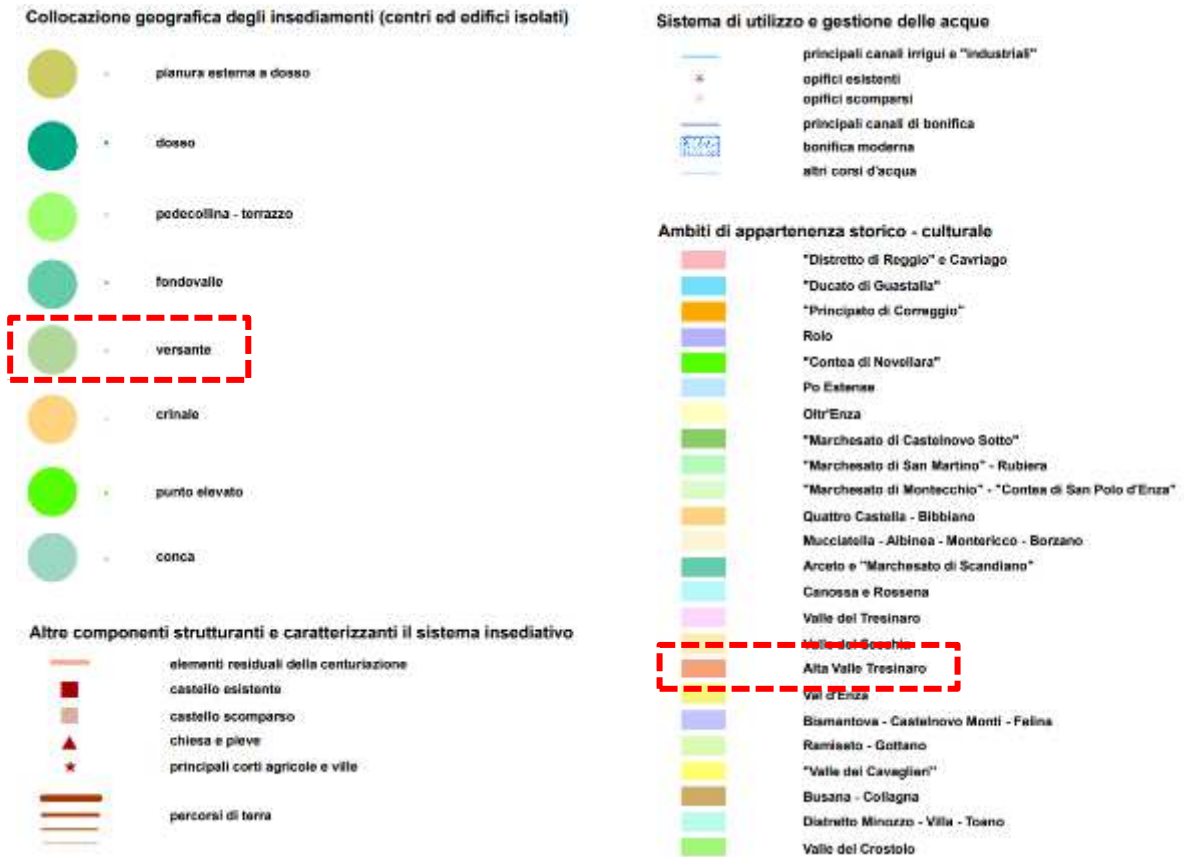 Collocazione geografica degli insediamenti (centri ed edifici isolati)
pianura esterna a dosso
dosso
pedecollina - terrazzo
fondovalle
versante
crinale
punto elevato
conca
Altre componenti strutturanti e caratterizzanti il sistema insediativo
elementi residuali della centuriazione
castello esistente
castello scomparso
chiesa e pieve
principali corti agricole e ville
percorsi di terra
Sistema di utilizzo e gestione delle acque
principali canali irrigui e "industriali"
opifici esistenti
opifici scomparsi
principali canali di bonifica
bonifica moderna
altri corsi d'acqua
Ambiti di appartenenza storico - culturale
"Distretto di Reggio" e Cavriago
"Ducato di Guastalla"
"Principato di Correggio"
Rolo
"Contea di Novellara"
Po Estense
Oltr'Enza
"Marchesato di Castelnovo Sotto"
"Marchesato di San Martino" - Rubiera
"Marchesato di Montecchio" - "Contea di San Polo d'Enza"
Quattro Castella - Bibbiano
Mucciatella - Albinea - Montericco - Borzano
Arceto e "Marchesato di Scandiano"
Canossa e Rossena
Valle del Tresinaro
Valle del Secchia
Alta Valle Tresinaro
Val d'Enza
Bismantova - Castelnovo Monti - Felina
Ramiseto - Gottano
"Valle dei Cavaglieri"
Busana - Collagna
Distretto Minozzo - Villa - Toano
Valle del Crostolo